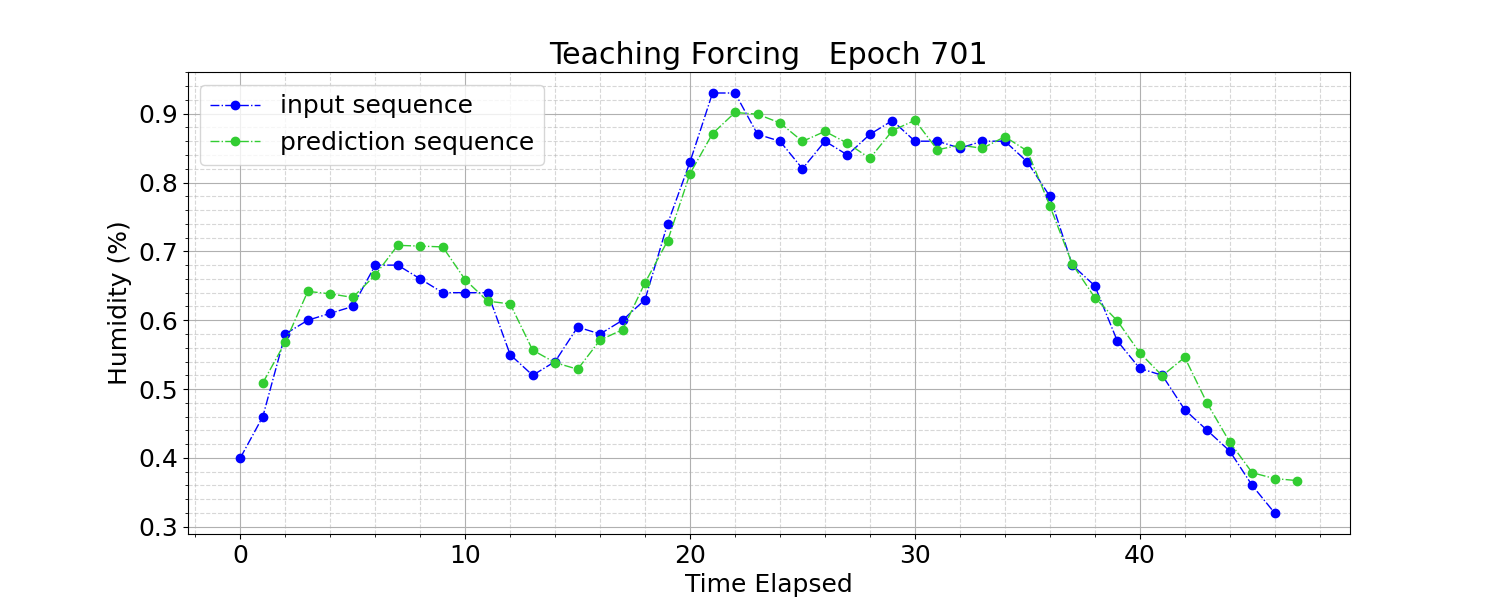 Teaching Forcing   Epoch 701
input sequence
prediction sequence
Humidity (%)
0.9
0.8
0.7
0.6
0.5
0.4
0.3
0 10 20 30 40
Time Elapsed